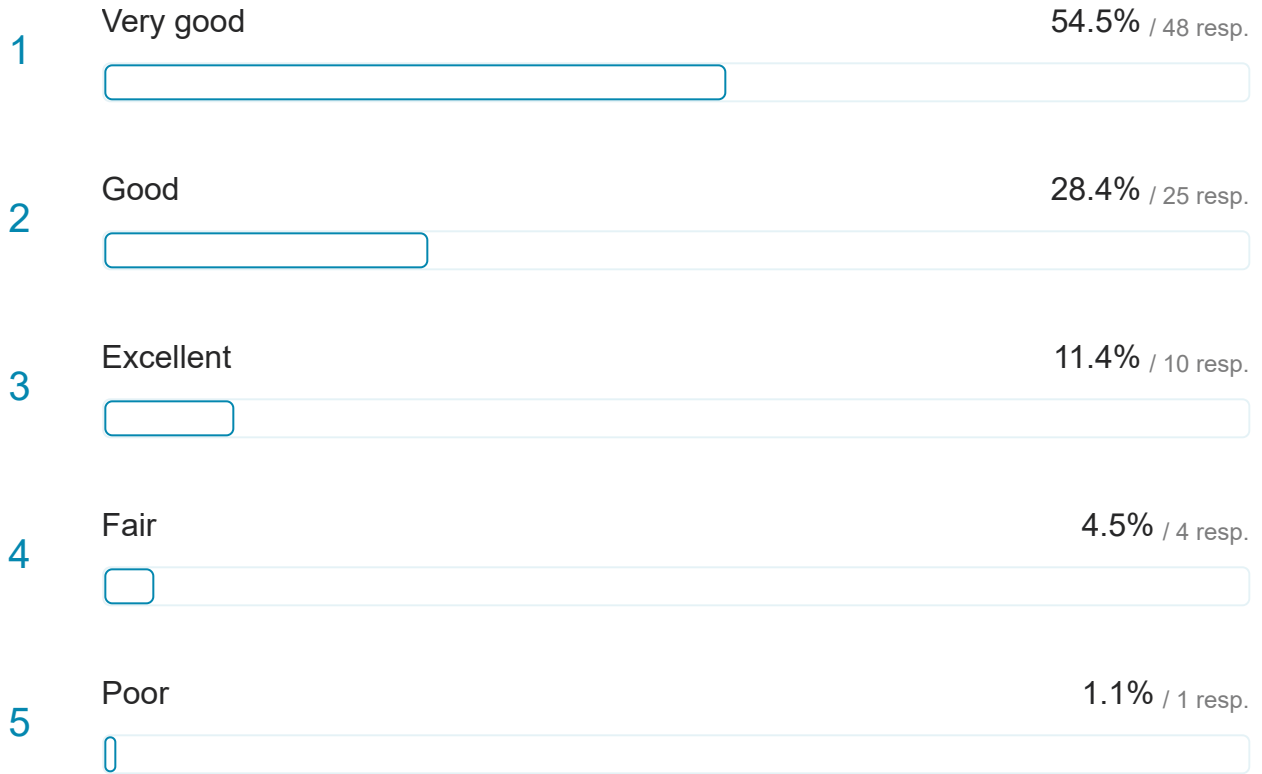 1 Very good 54.5% / 48 resp.
2 Good 28.4% / 25 resp.
3 Excellent 11.4% / 10 resp.
4 Fair 4.5% / 4 resp.
5 Poor 1.1% / 1 resp.